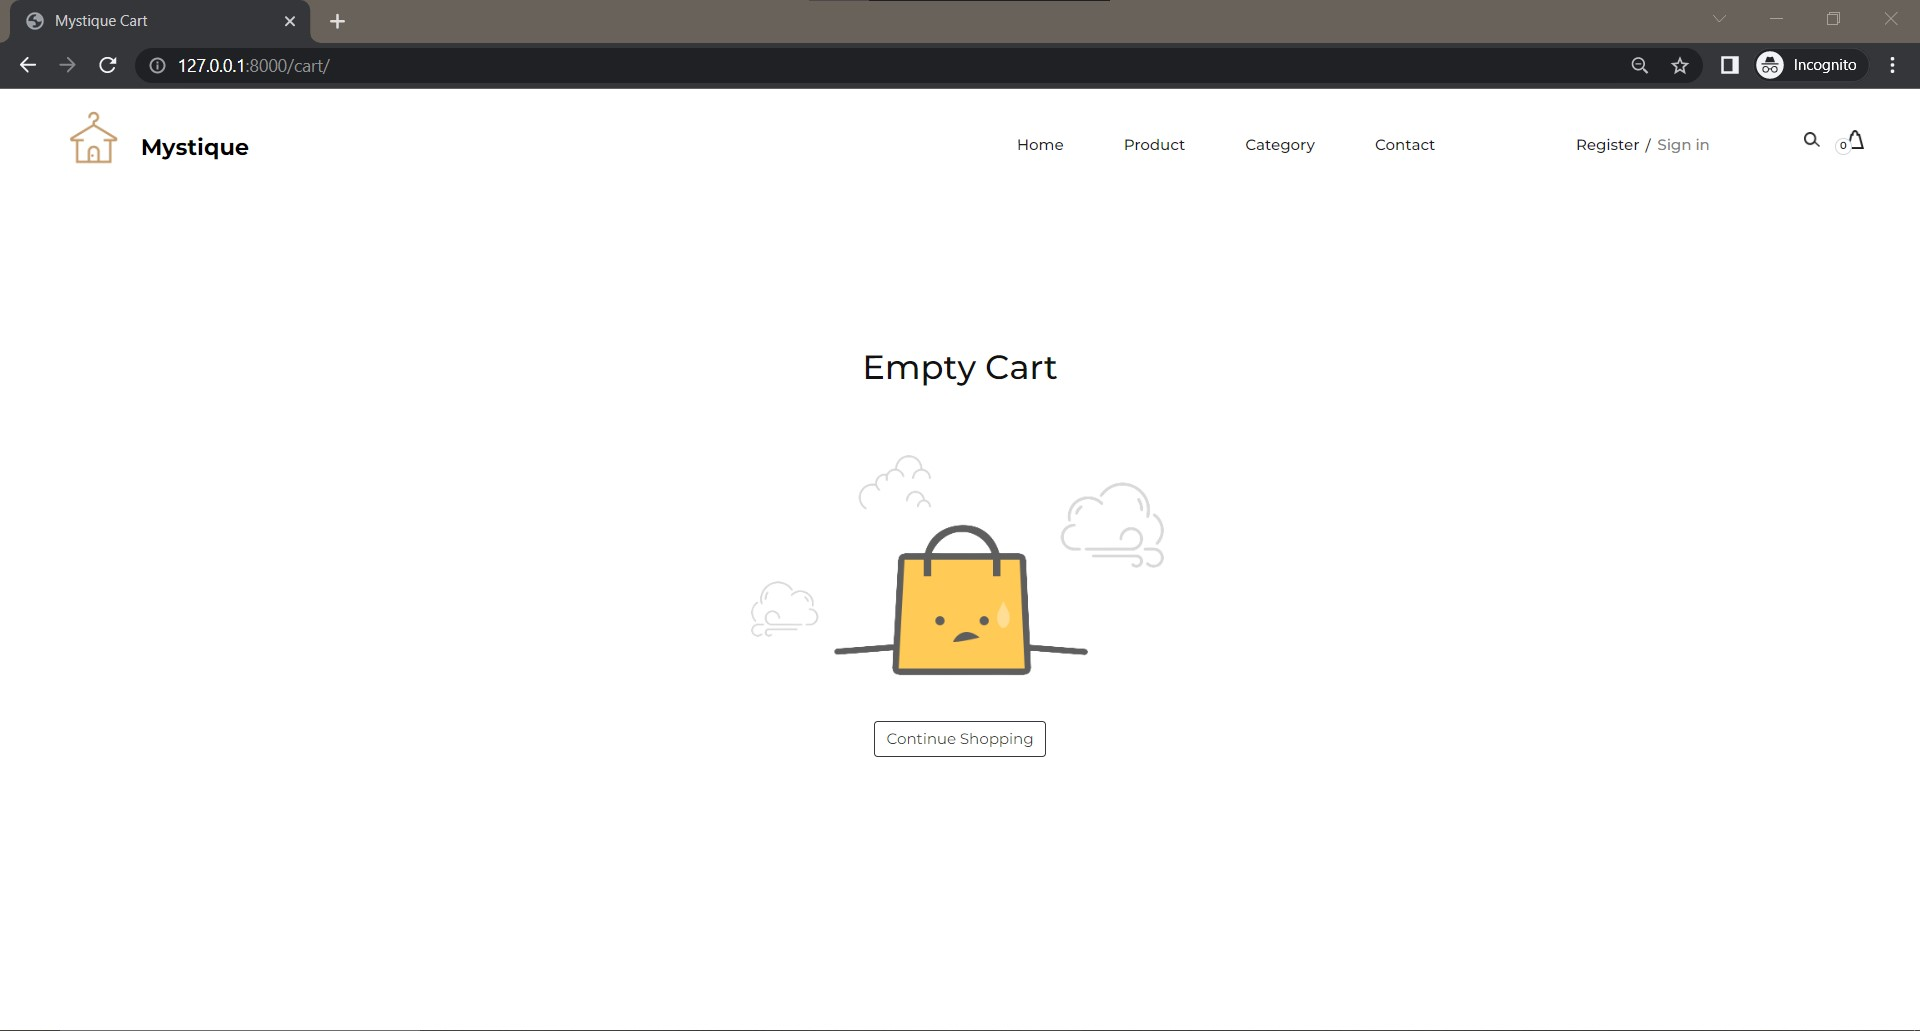 Mystique Cart
127.0.0.1:8000/cart/
Incognito
Mystique
Home
Product
Category
Contact
Register / Sign in
0
Empty Cart
Continue Shopping